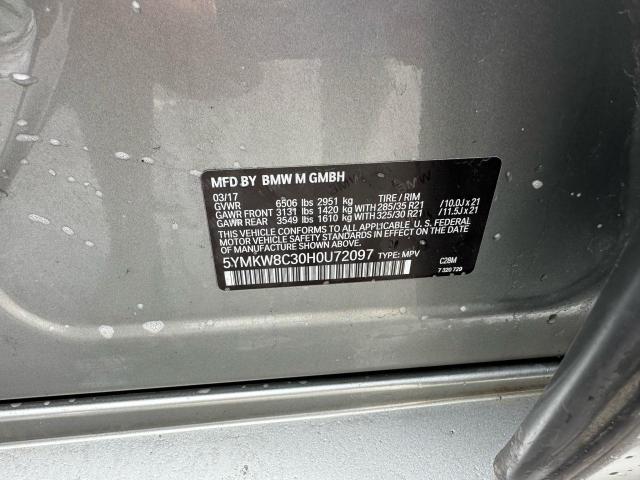 MFD BY BMW M GMBH
03/17 TIRE / RIM
GVWR 6506 lbs 2951 kg
GAWR FRONT 3131 lbs 1420 kg WITH 285/35 R21 /10.0J x 21
GAWR REAR 3549 lbs 1610 kg WITH 325/30 R21 /11.5J x 21
THIS VEHICLE CONFORMS TO ALL APPLICABLE U. S. FEDERAL
MOTOR VEHICLE SAFETY STANDARDS IN EFFECT ON THE DATE
OF MANUFACTURE SHOWN ABOVE.
5YMKW8C30H0U72097 TYPE: MPV C28M
7 320 729